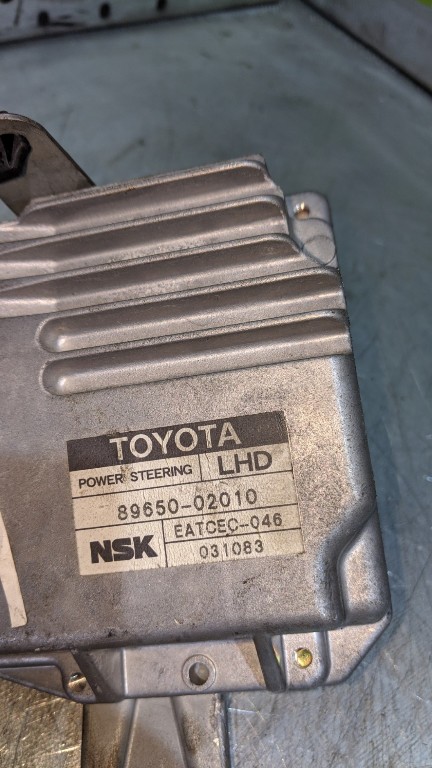 TOYOTA
POWER STEERING LHD
89650-02010
NSK EATCEC-046
031083